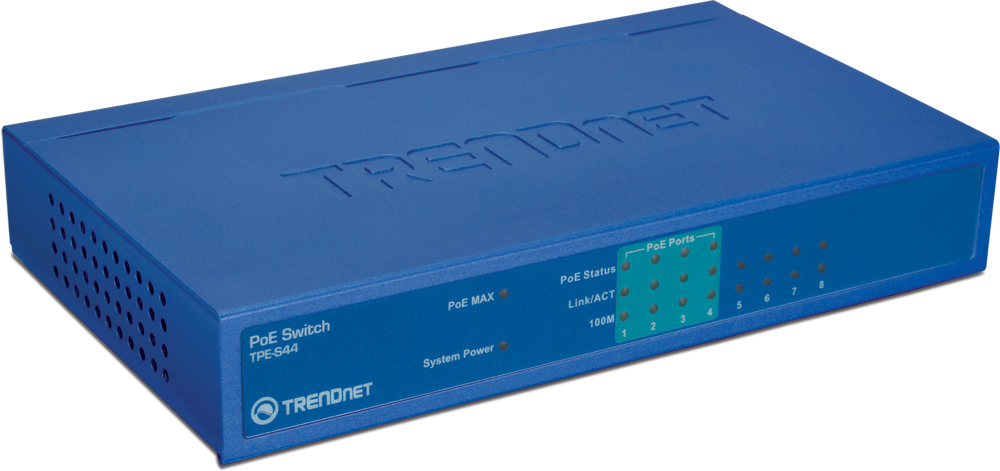 TRENDNET
PoE Ports
PoE Status
Link/ACT
100M
1 2 3 4 5 6 7 8
PoE MAX
System Power
PoE Switch
TPE-S44
TRENDNET